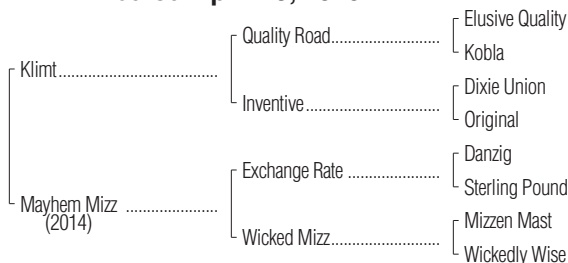 Elusive Quality
Quality Road
Kobla
Klimt
Dixie Union
Inventive
Original
Danzig
Exchange Rate
Sterling Pound
Mayhem Mizz
(2014)
Mizzen Mast
Wicked Mizz
Wickedly Wise